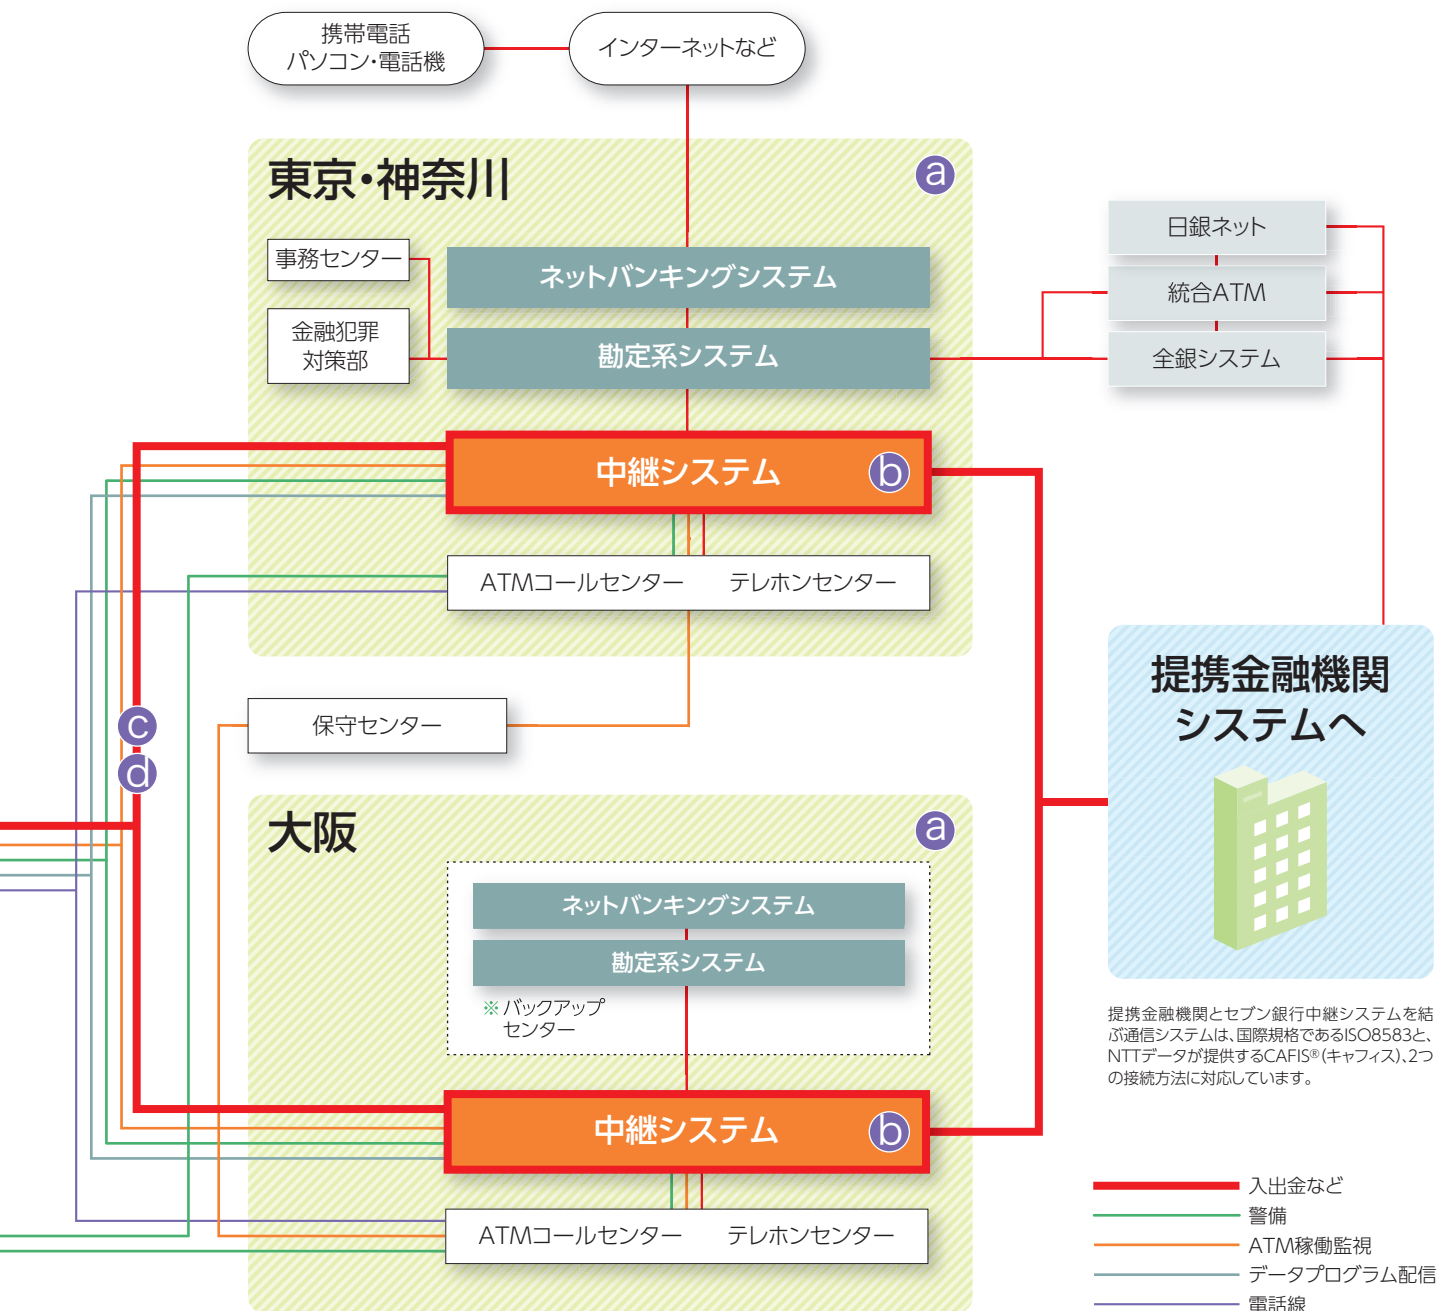 携帯電話
パソコン・電話機
インターネットなど
東京・神奈川
a
事務センター
ネットバンキングシステム
金融犯罪
対策部
勘定系システム
日銀ネット
統合ATM
全銀システム
中継システム
b
ATMコールセンター テレホンセンター
提携金融機関
システムへ
保守センター
c
d
大阪
a
ネットバンキングシステム
勘定系システム
※バックアップ
センター
提携金融機関とセブン銀行中継システムを結
ぶ通信システムは、国際規格であるISO8583と、
NTTデータが提供するCAFIS®(キャフィス)、2つ
の接続方法に対応しています。
中継システム
b
ATMコールセンター テレホンセンター
入出金など
警備
ATM稼働監視
データプログラム配信
電話線